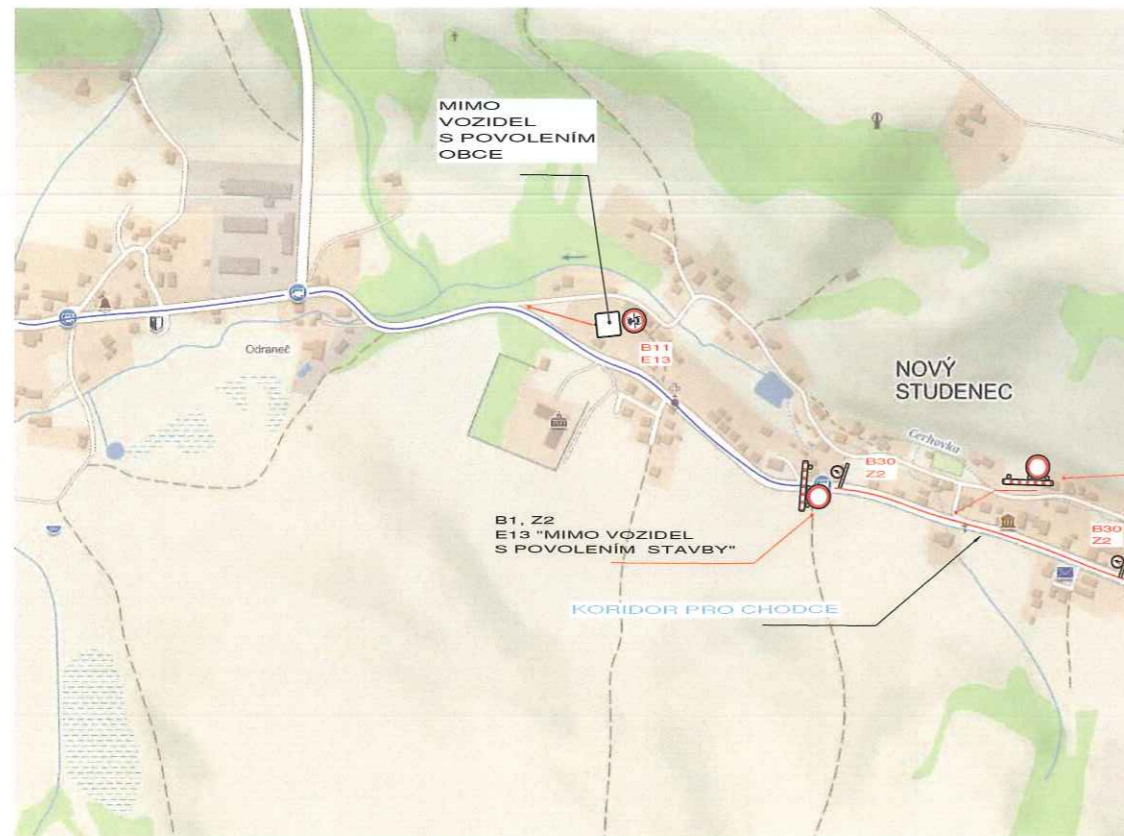 MIMO
VOZIDEL
S POVOLENÍM
OBCE
Odraneč
B11
E13
NOVÝ
STUDENEC
Cerhovka
B30
Z2
B1, Z2
E13 "MIMO VOZIDEL
S POVOLENÍM STAVBY"
B30
Z2
KORIDOR PRO CHODCE